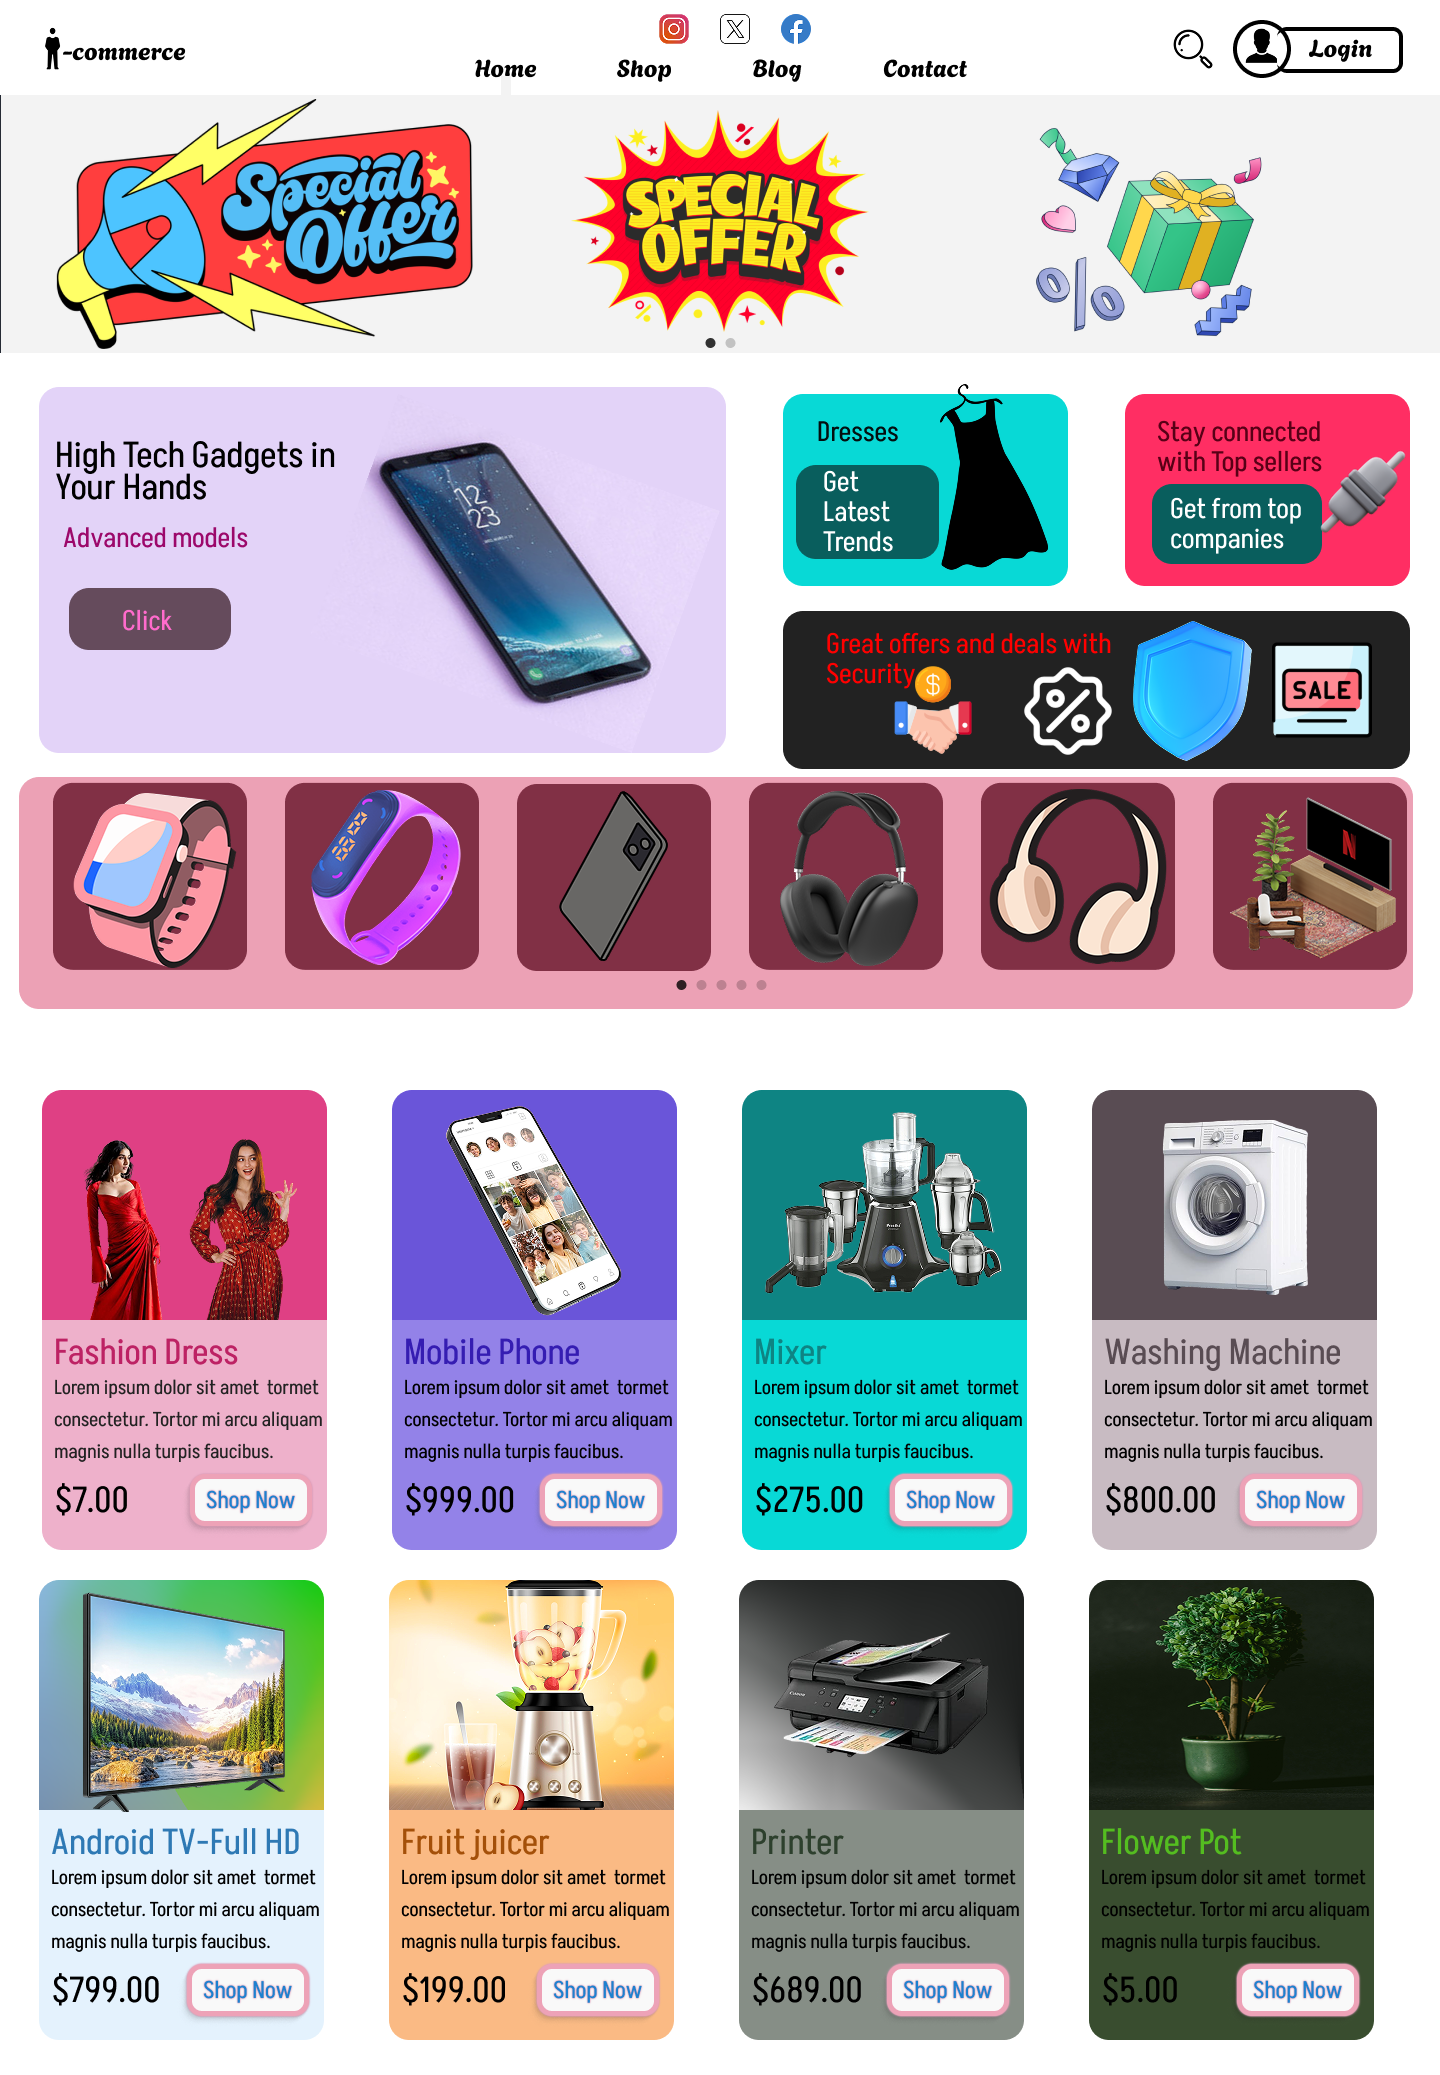 -commerce
Home Shop Blog Contact
Login
Special
Offer
SPECIAL
OFFER
%
High Tech Gadgets in
Your Hands
Advanced models
Click
12
23
Dresses
Get
Latest
Trends
Stay connected
with Top sellers
Get from top
companies
Great offers and deals with
Security
$
%
SALE
N
Fashion Dress
Lorem ipsum dolor sit amet tormet
consectetur. Tortor mi arcu aliquam
magnis nulla turpis faucibus.
$7.00 Shop Now
Mobile Phone
Lorem ipsum dolor sit amet tormet
consectetur. Tortor mi arcu aliquam
magnis nulla turpis faucibus.
$999.00 Shop Now
Mixer
Lorem ipsum dolor sit amet tormet
consectetur. Tortor mi arcu aliquam
magnis nulla turpis faucibus.
$275.00 Shop Now
Washing Machine
Lorem ipsum dolor sit amet tormet
consectetur. Tortor mi arcu aliquam
magnis nulla turpis faucibus.
$800.00 Shop Now
Android TV-Full HD
Lorem ipsum dolor sit amet tormet
consectetur. Tortor mi arcu aliquam
magnis nulla turpis faucibus.
$799.00 Shop Now
Fruit juicer
Lorem ipsum dolor sit amet tormet
consectetur. Tortor mi arcu aliquam
magnis nulla turpis faucibus.
$199.00 Shop Now
Printer
Lorem ipsum dolor sit amet tormet
consectetur. Tortor mi arcu aliquam
magnis nulla turpis faucibus.
$689.00 Shop Now
Flower Pot
Lorem ipsum dolor sit amet tormet
consectetur. Tortor mi arcu aliquam
magnis nulla turpis faucibus.
$5.00 Shop Now